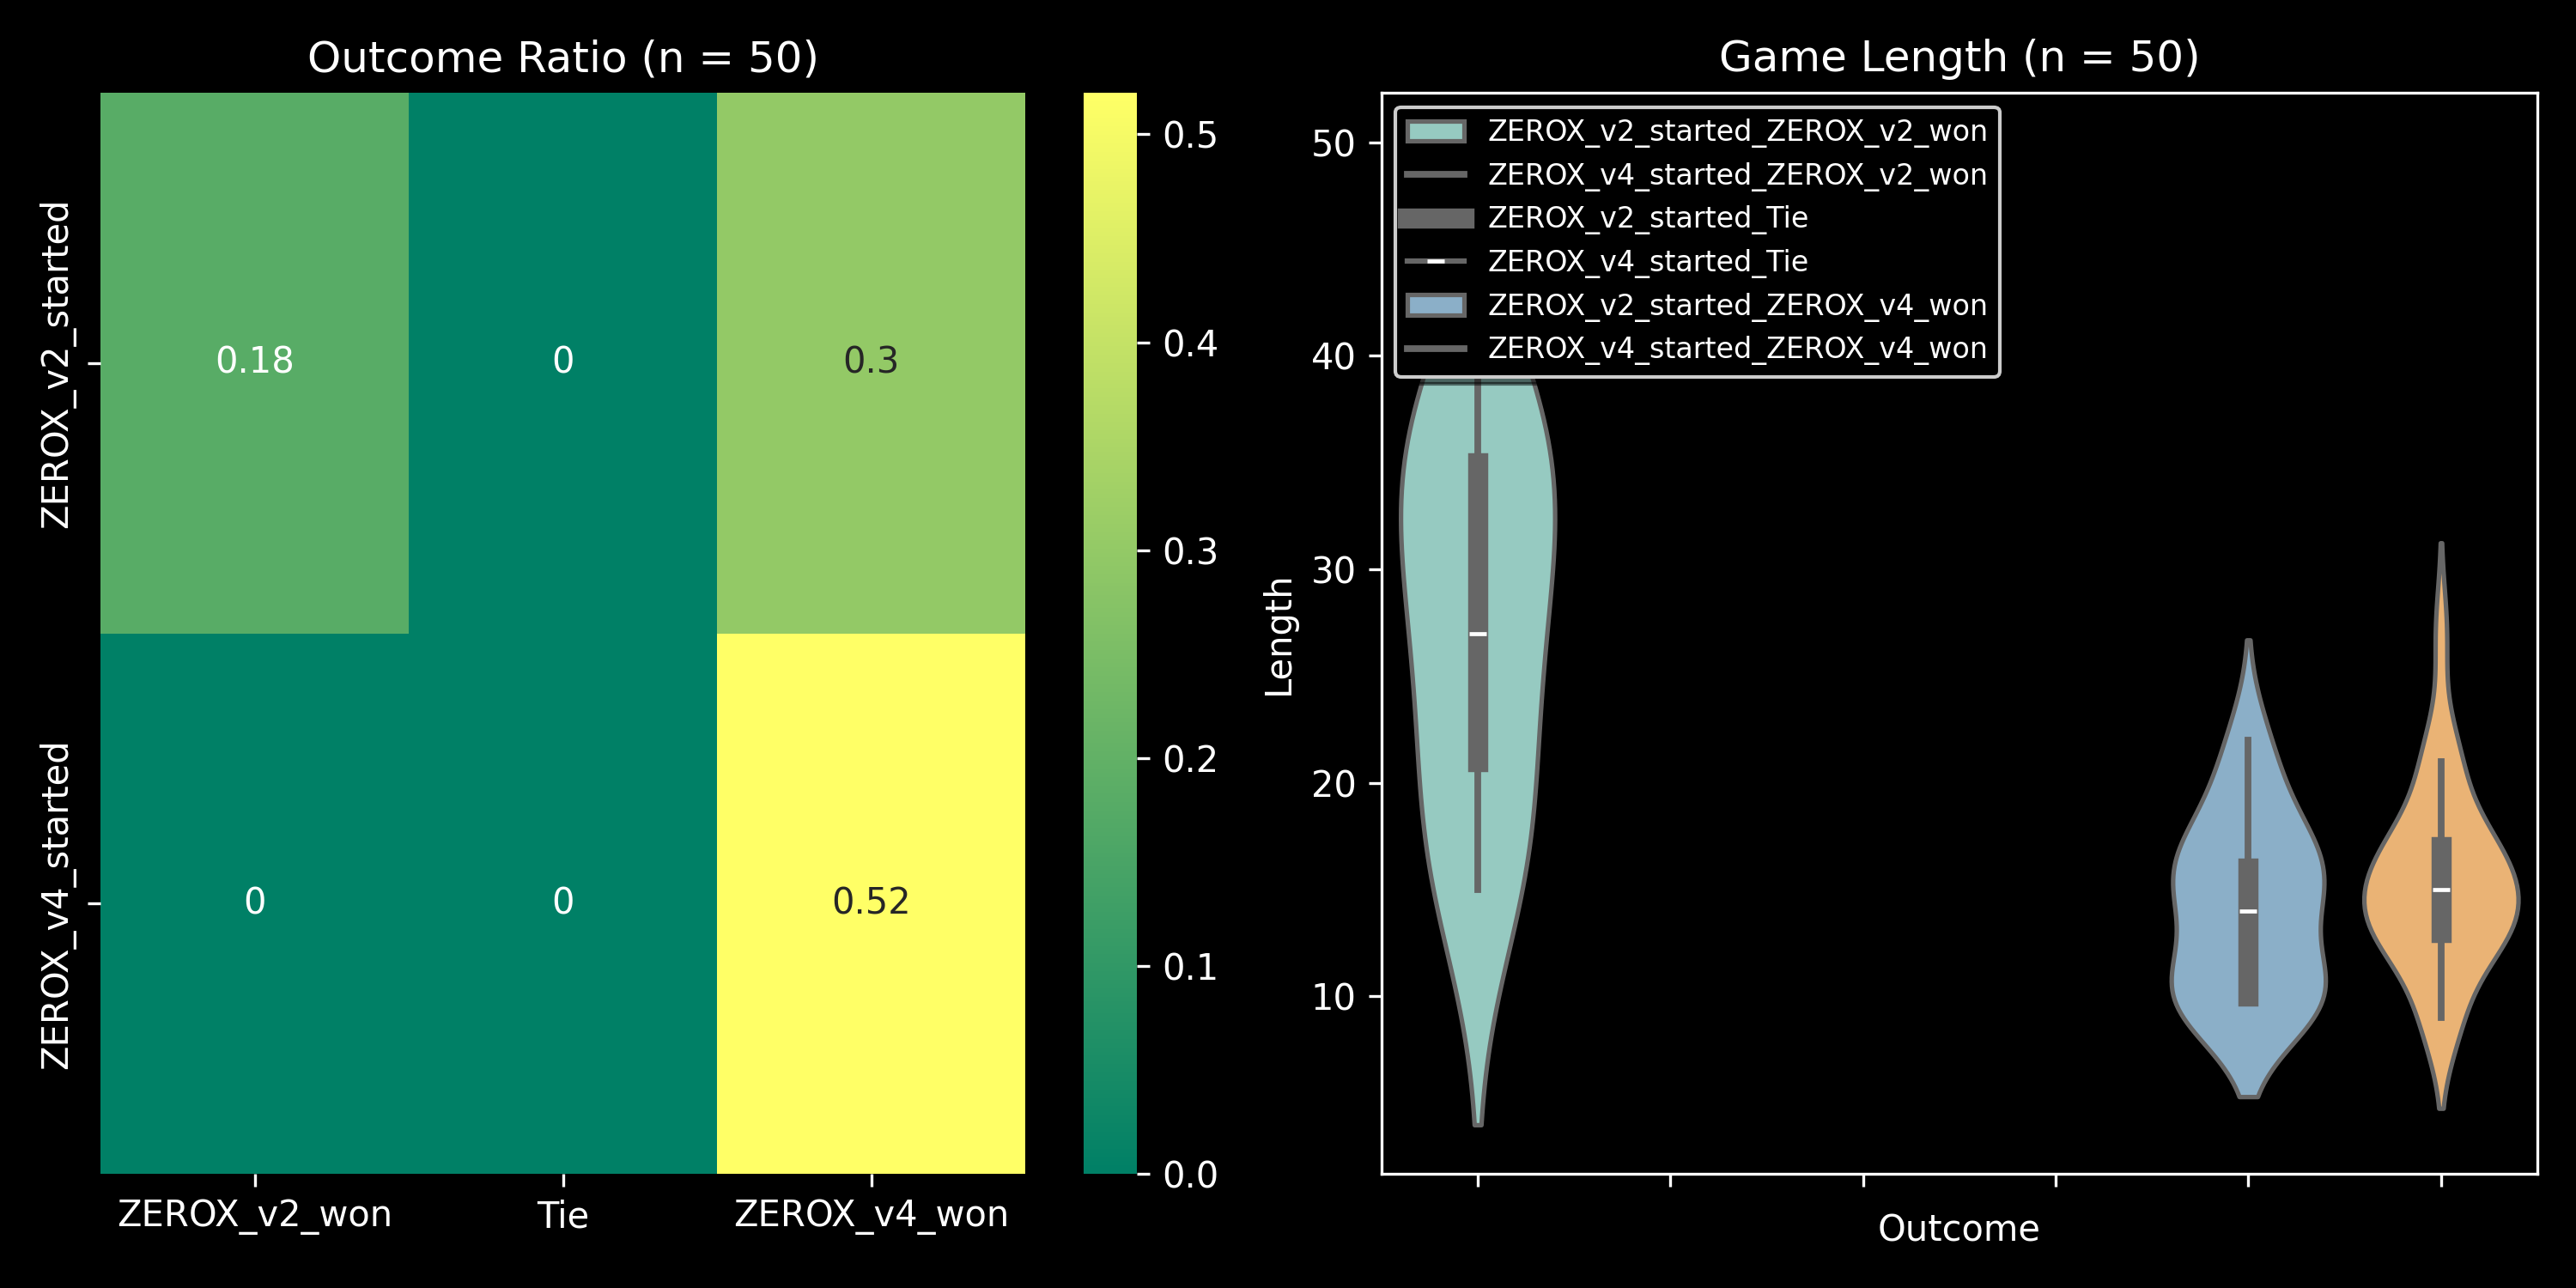 Outcome Ratio (n = 50)
ZEROX_v2_started
ZEROX_v4_started
0.18
0
0.3
0
0
0.52
ZEROX_v2_won
Tie
ZEROX_v4_won
0.5
0.4
0.3
0.2
0.1
0.0
Game Length (n = 50)
Length
50
40
30
20
10
ZEROX_v2_started_ZEROX_v2_won
ZEROX_v4_started_ZEROX_v2_won
ZEROX_v2_started_Tie
ZEROX_v4_started_Tie
ZEROX_v2_started_ZEROX_v4_won
ZEROX_v4_started_ZEROX_v4_won
Outcome